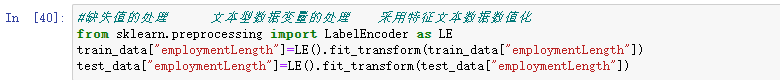 In [40]: #缺失值的处理 文本型数据变量的处理 采用特征文本数据数值化
from sklearn.preprocessing import LabelEncoder as LE
train_data["employmentLength"]=LE().fit_transform(train_data["employmentLength"])
test_data["employmentLength"]=LE().fit_transform(test_data["employmentLength"])